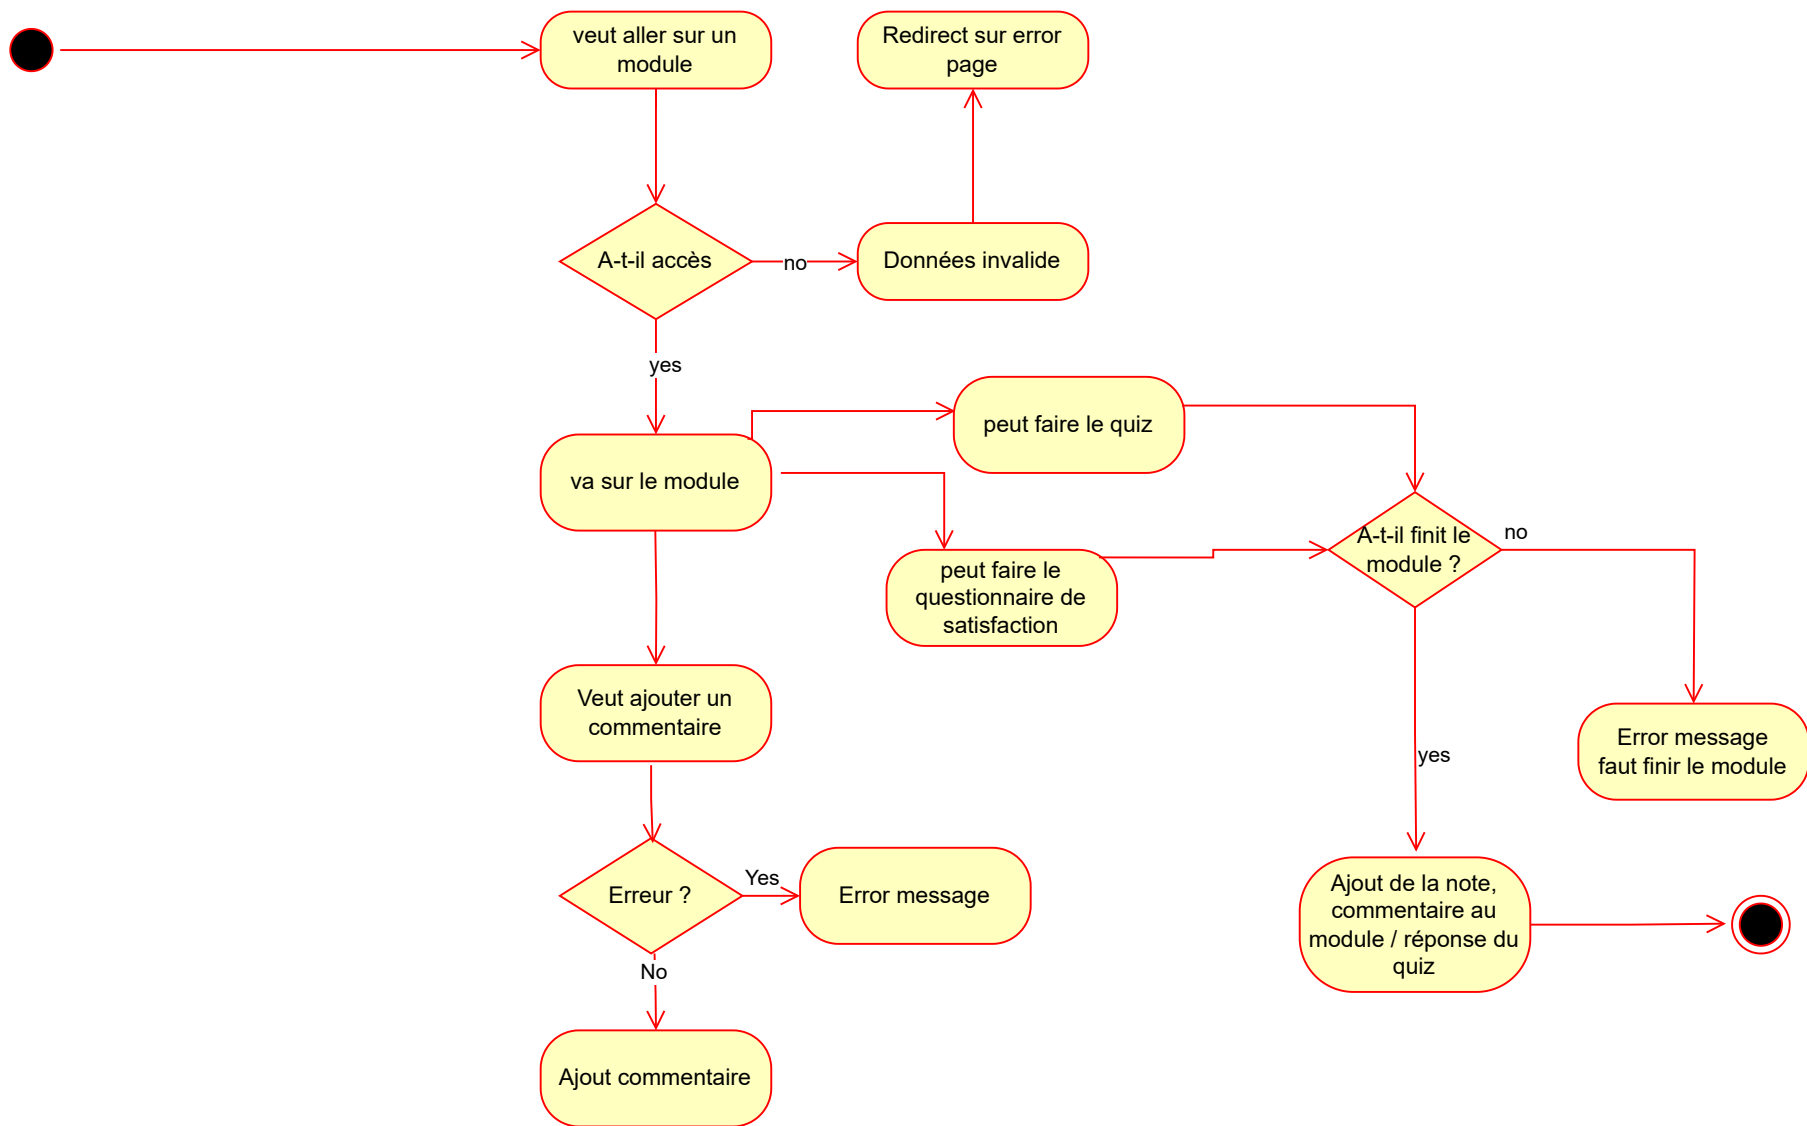 veut aller sur un
module
Redirect sur error
page
A-t-il accès
no
Données invalide
yes
peut faire le quiz
va sur le module
A-t-il finit le
module ?
no
peut faire le
questionnaire de
satisfaction
Veut ajouter un
commentaire
Error message
faut finir le module
yes
Erreur ?
Yes
Error message
Ajout de la note,
commentaire au
module / réponse du
quiz
No
Ajout commentaire